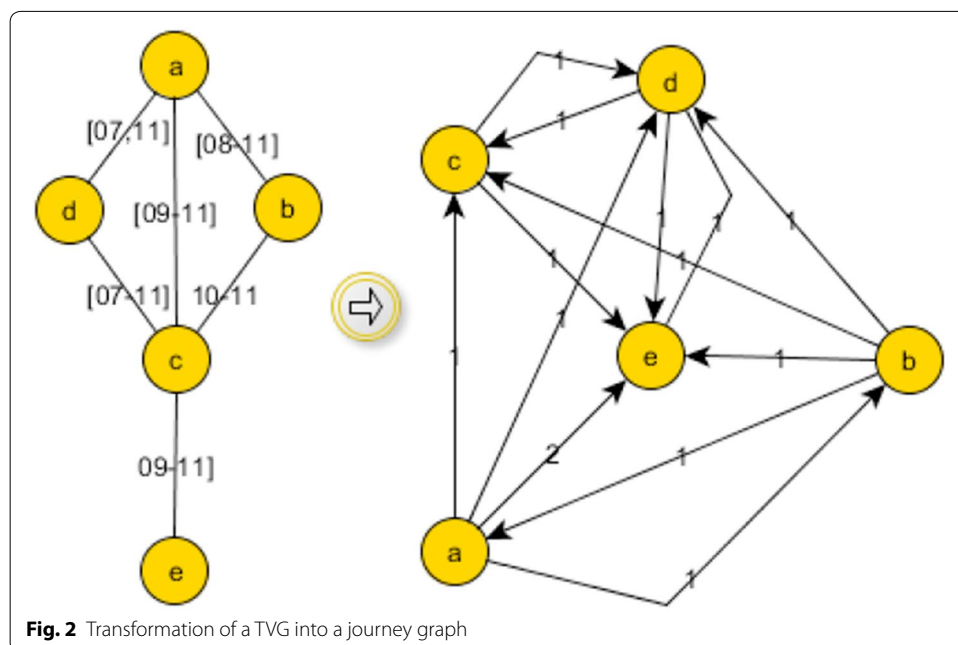 a
[07,11]
[08-11]
d
[09-11]
b
[07-11]
10-11
c
09-11]
e
1
d
1
c
1
1
1
1
1
1
1
e
1
b
2
1
a
1
Fig. 2 Transformation of a TVG into a journey graph